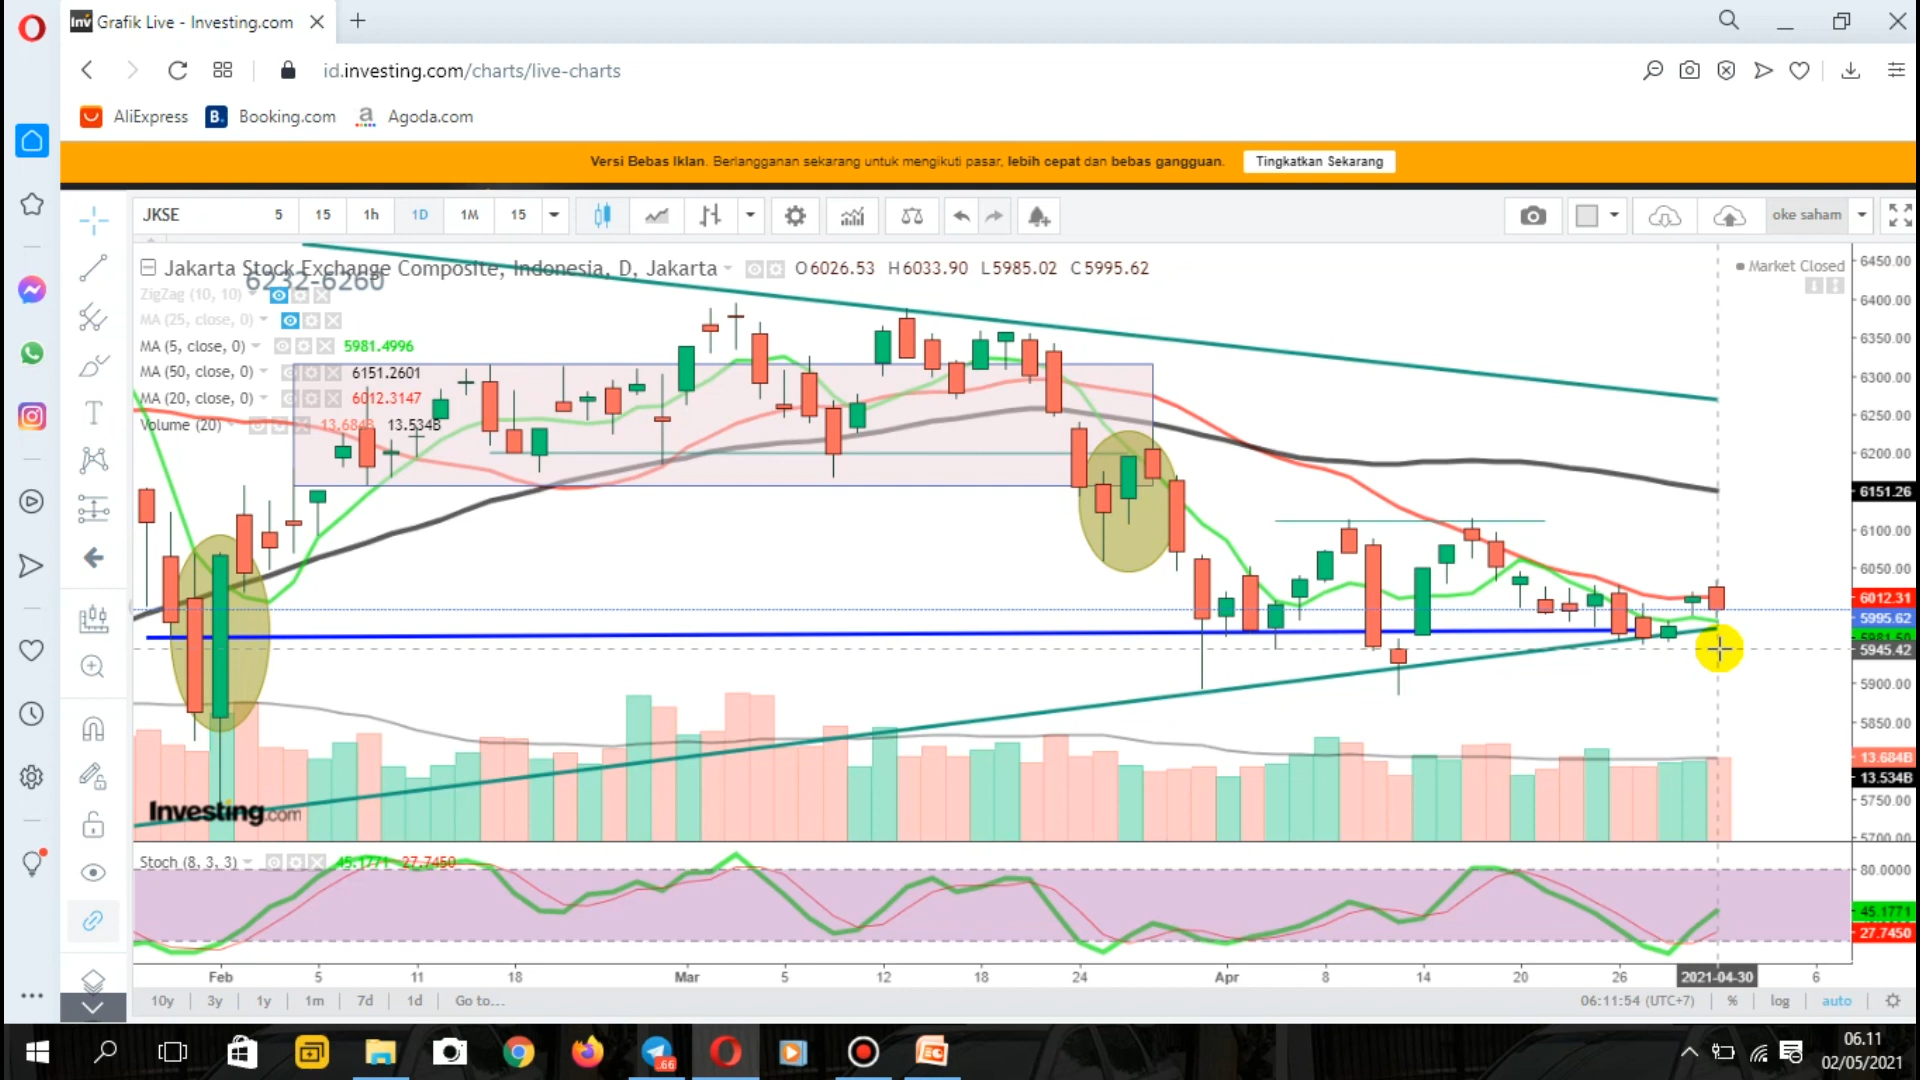 Inv Grafik Live - Investing.com
id.investing.com/charts/live-charts
AliExpress B. Booking.com a Agoda.com
Versi Bebas Iklan. Berlangganan sekarang untuk mengikuti pasar, lebih cepat dan bebas gangguan. Tingkatkan Sekarang
JKSE 5 15 1h 1D 1M 15 oke saham
Jakarta Stock Exchange Composite, Indonesia, D, Jakarta O6026.53 H6033.90 L5985.02 C5995.62
Market Closed
6232-6260
ZigZag (10, 10)
MA (25, close, 0)
MA (5, close, 0) 5981.4996
MA (50, close, 0) 6151.2601
MA (20, close, 0) 6012.3147
Volume (20) 13.684B 13.534B
6450.00
6400.00
6350.00
6300.00
6250.00
6200.00
6151.26
6100.00
6050.00
6012.31
5995.62
5981.50
5945.42
5900.00
5850.00
13.684B
13.534B
5750.00
5700.00
Investing.com
Stoch (8, 3, 3) 45.1771 27.7450
80.0000
45.1771
27.7450
Feb 5 11 18 Mar 5 12 18 24 Apr 8 14 20 26 2021-04-30 6
10y 3y 1y 1m 7d 1d Go to... 06:11:54 (UTC+7) % log auto
66
06.11
02/05/2021